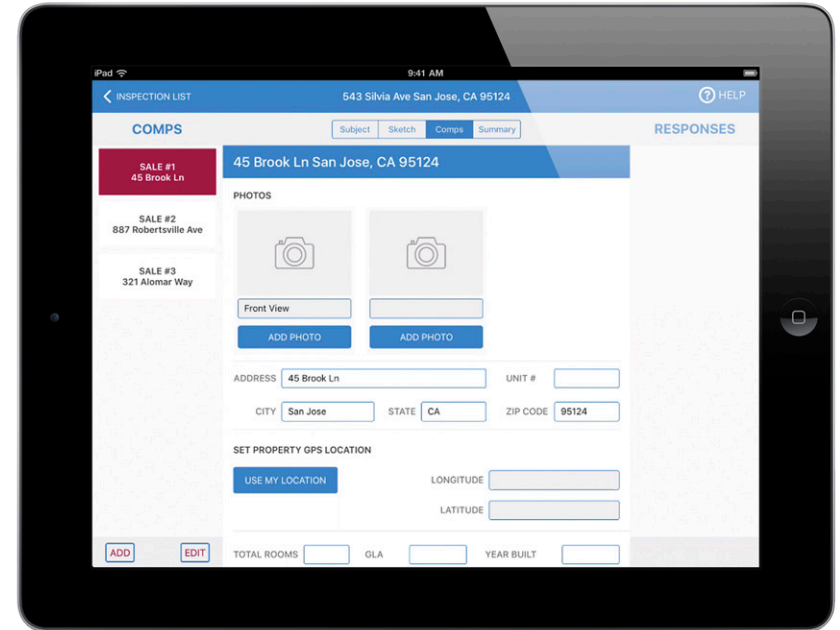 iPad 9:41 AM
INSPECTION LIST 543 Silvia Ave San Jose, CA 95124 ? HELP
COMPS Subject Sketch Comps Summary RESPONSES
SALE #1
45 Brook Ln
SALE #2
887 Robertsville Ave
SALE #3
321 Alomar Way
ADD EDIT
45 Brook Ln San Jose, CA 95124
PHOTOS
Front View
ADD PHOTO ADD PHOTO
ADDRESS 45 Brook Ln UNIT #
CITY San Jose STATE CA ZIP CODE 95124
SET PROPERTY GPS LOCATION
USE MY LOCATION LONGITUDE
LATITUDE
TOTAL ROOMS GLA YEAR BUILT